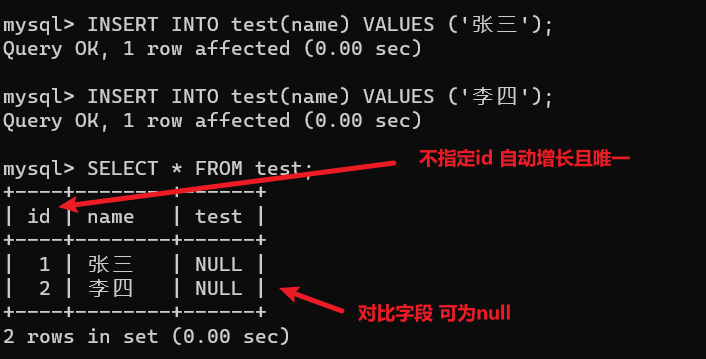 mysql> INSERT INTO test(name) VALUES ('张三');
Query OK, 1 row affected (0.00 sec)
mysql> INSERT INTO test(name) VALUES ('李四');
Query OK, 1 row affected (0.00 sec)
mysql> SELECT * FROM test;
不指定id 自动增长且唯一
+----+--------+------+
| id | name   | test |
+----+--------+------+
|  1 | 张三   | NULL |
|  2 | 李四   | NULL |
+----+--------+------+
对比字段 可为null
2 rows in set (0.00 sec)